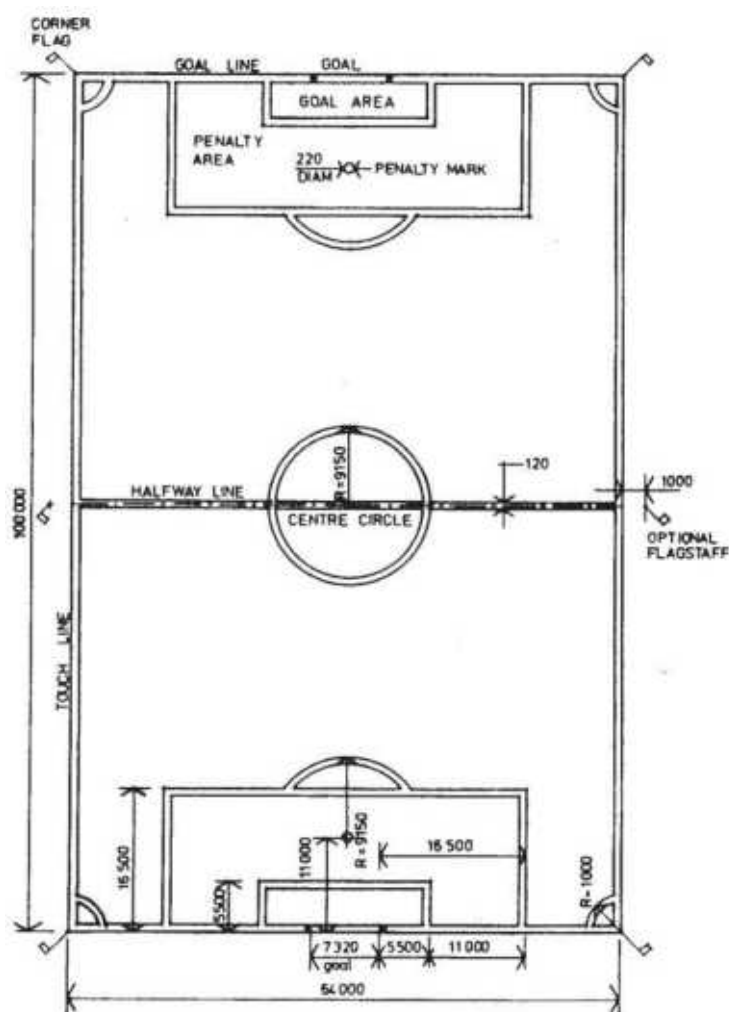 CORNER
FLAG
GOAL LINE
GOAL
GOAL AREA
PENALTY
AREA
220
DIAM
PENALTY MARK
R=9150
120
HALFWAY LINE
1000
CENTRE CIRCLE
OPTIONAL
FLAGSTAFF
100 000
TOUCH LINE
16 500
11 000
R=9150
16 500
5500
R=1000
7320
goal
5500
11 000
64 000